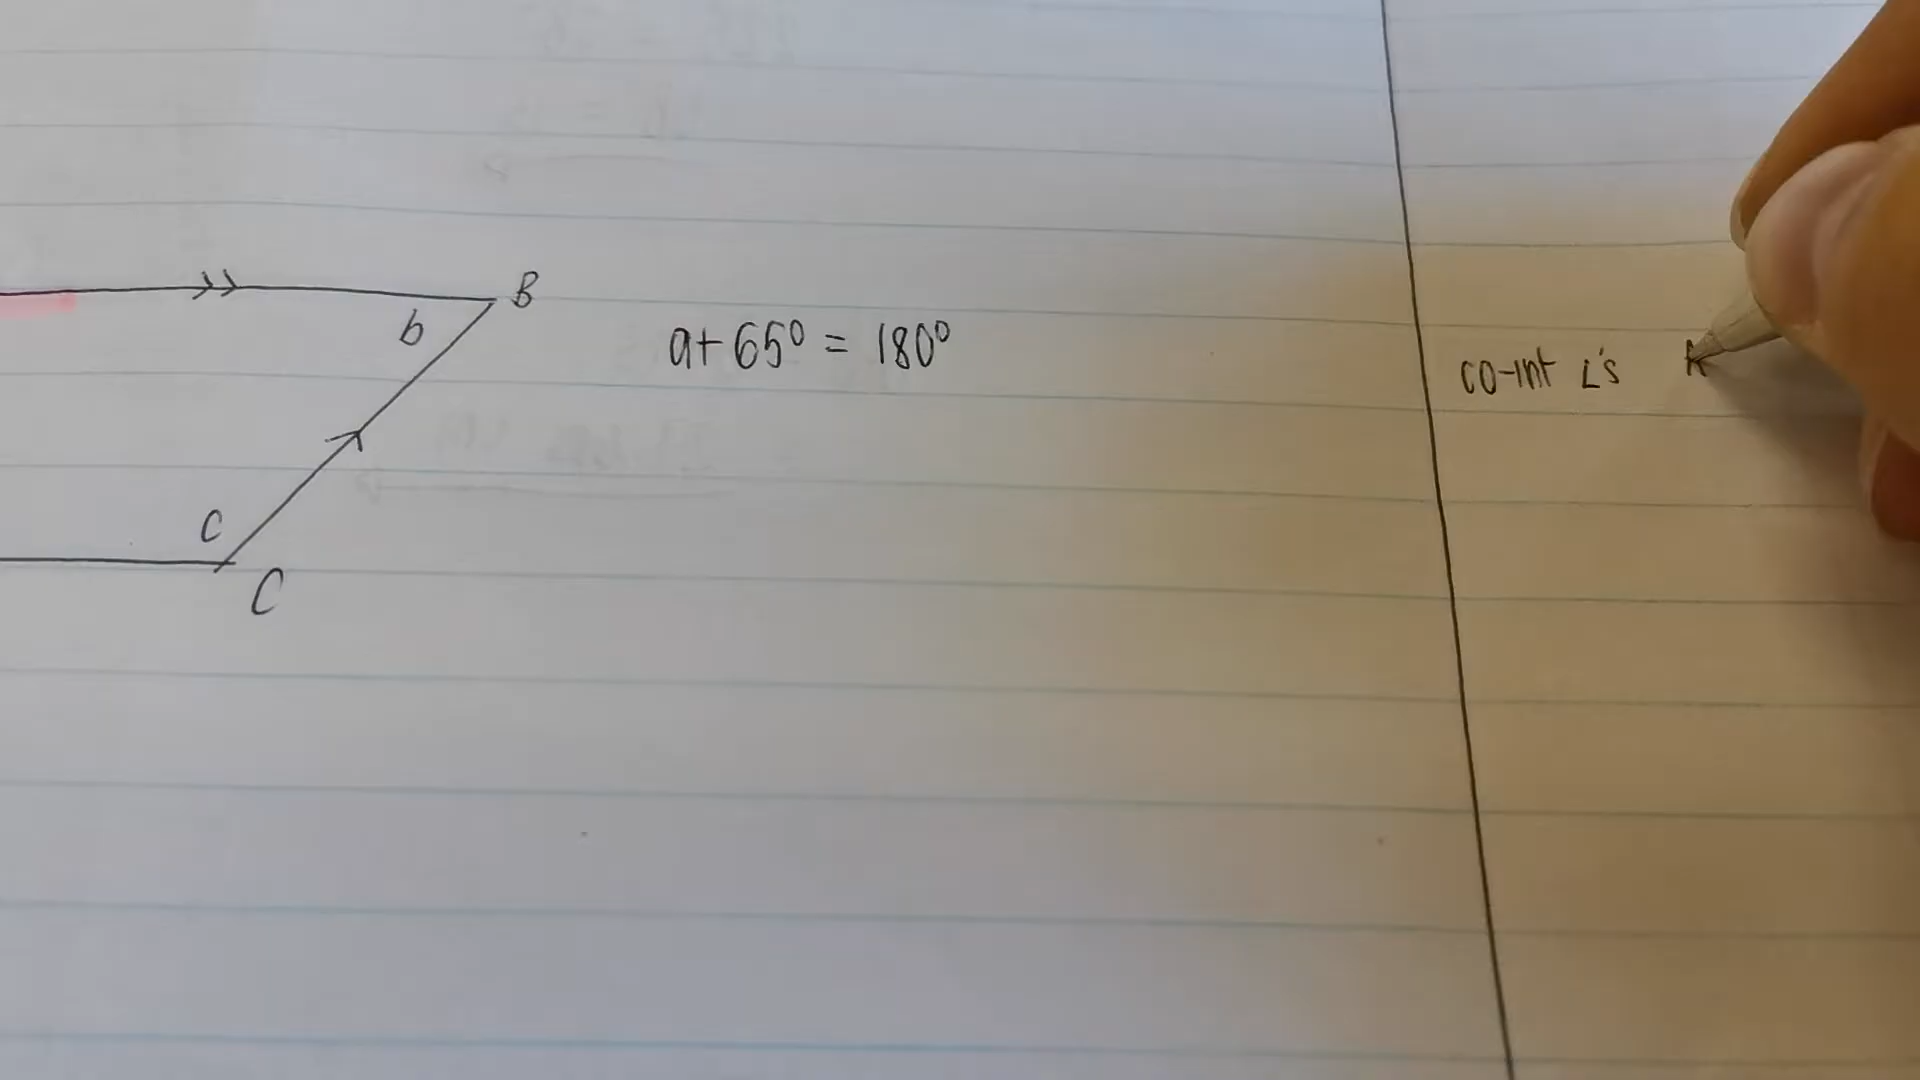 B
b
a + 65° = 180°
co-int ∠'s A
C
C